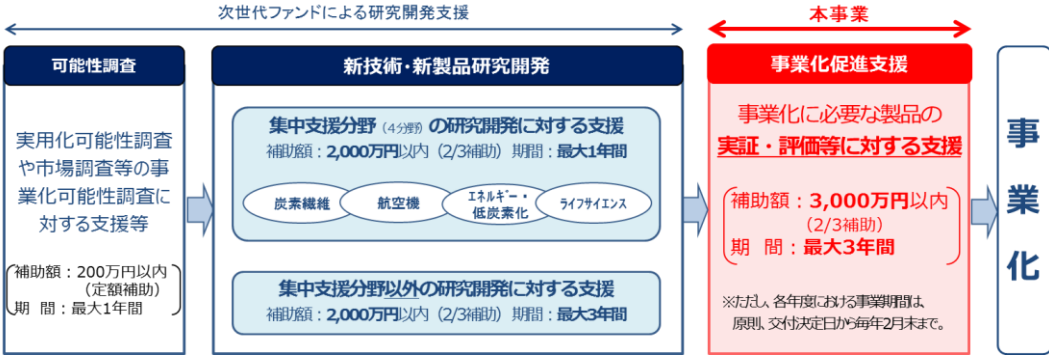 次世代ファンドによる研究開発支援
本事業
可能性調査
実用化可能性調査
や市場調査等の事
業化可能性調査に
対する支援等
補助額：200万円以内
（定額補助）
期　間：最大1年間
新技術・新製品研究開発
集中支援分野（4分野）の研究開発に対する支援
補助額：2,000万円以内（2/3補助）期間：最大1年間
炭素繊維
航空機
エネルギー・
低炭素化
ライフサイエンス
集中支援分野以外の研究開発に対する支援
補助額：2,000万円以内（2/3補助）期間：最大3年間
事業化促進支援
事業化に必要な製品の
実証・評価等に対する支援
補助額：3,000万円以内
（2/3補助）
期　間：最大3年間
※ただし、各年度における事業期間は、
原則、交付決定日から毎年2月末まで。
事業化